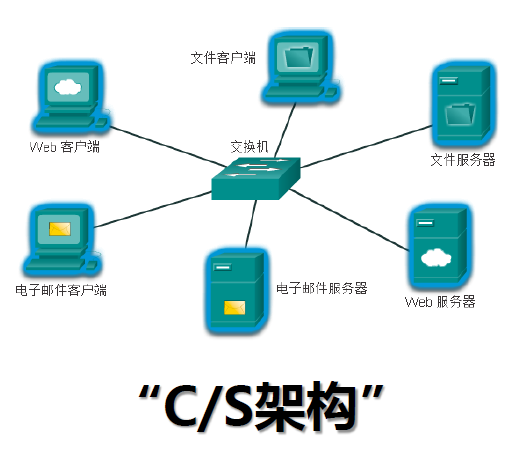 文件客户端
Web 客户端
交换机
文件服务器
电子邮件客户端
电子邮件服务器
Web 服务器
“C/S架构”